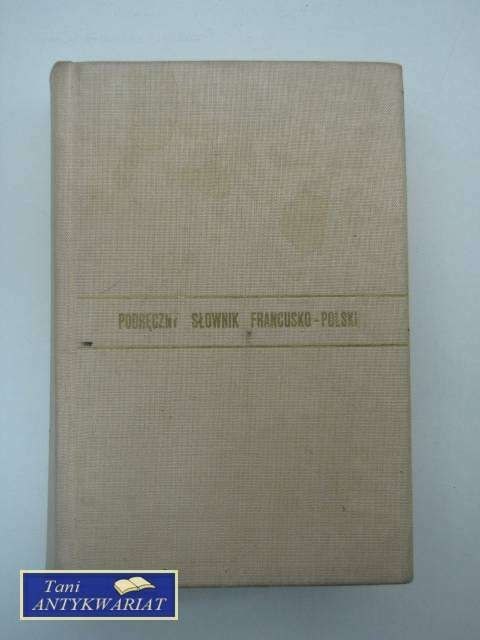 PODRĘCZNY SŁOWNIK FRANCUSKO-POLSKI
Tani
ANTYKWARIAT